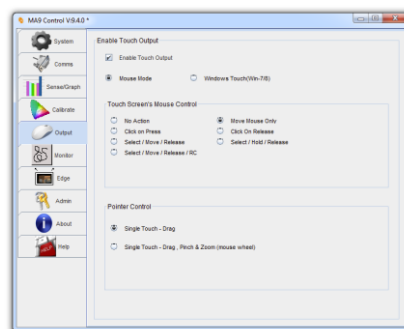 MA9 Control V:9.4.0 *
System
Comms
Sense/Graph
Calibrate
Output
Monitor
Edge
Admin
About
Help
Enable Touch Output
Enable Touch Output
Mouse Mode Windows Touch(Win-7/8)
Touch Screen's Mouse Control
No Action Move Mouse Only
Click on Press Click On Release
Select / Move / Release Select / Hold / Release
Select / Move / Release / RC
Pointer Control
Single Touch - Drag
Single Touch - Drag , Pinch & Zoom (mouse wheel)